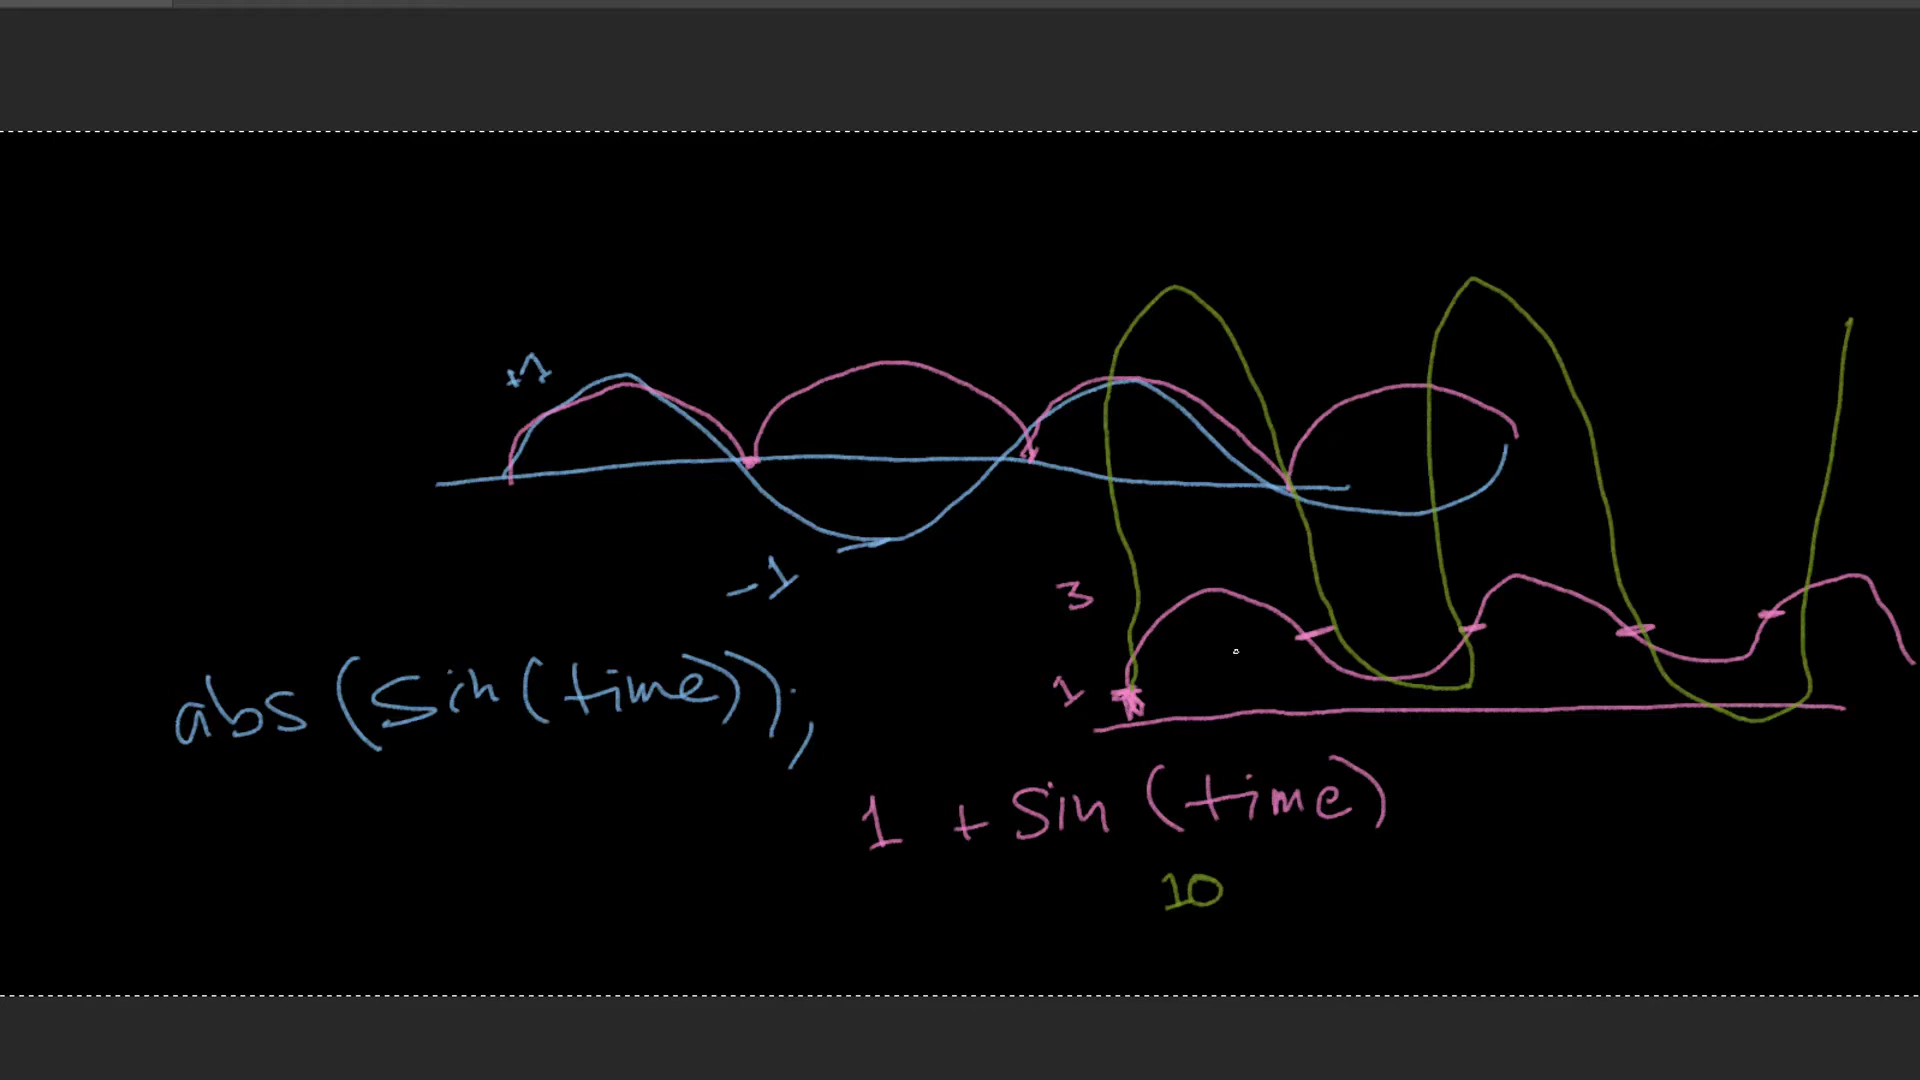 +1
-1
3
1
abs(sin(time));
1 + sin(time)
10